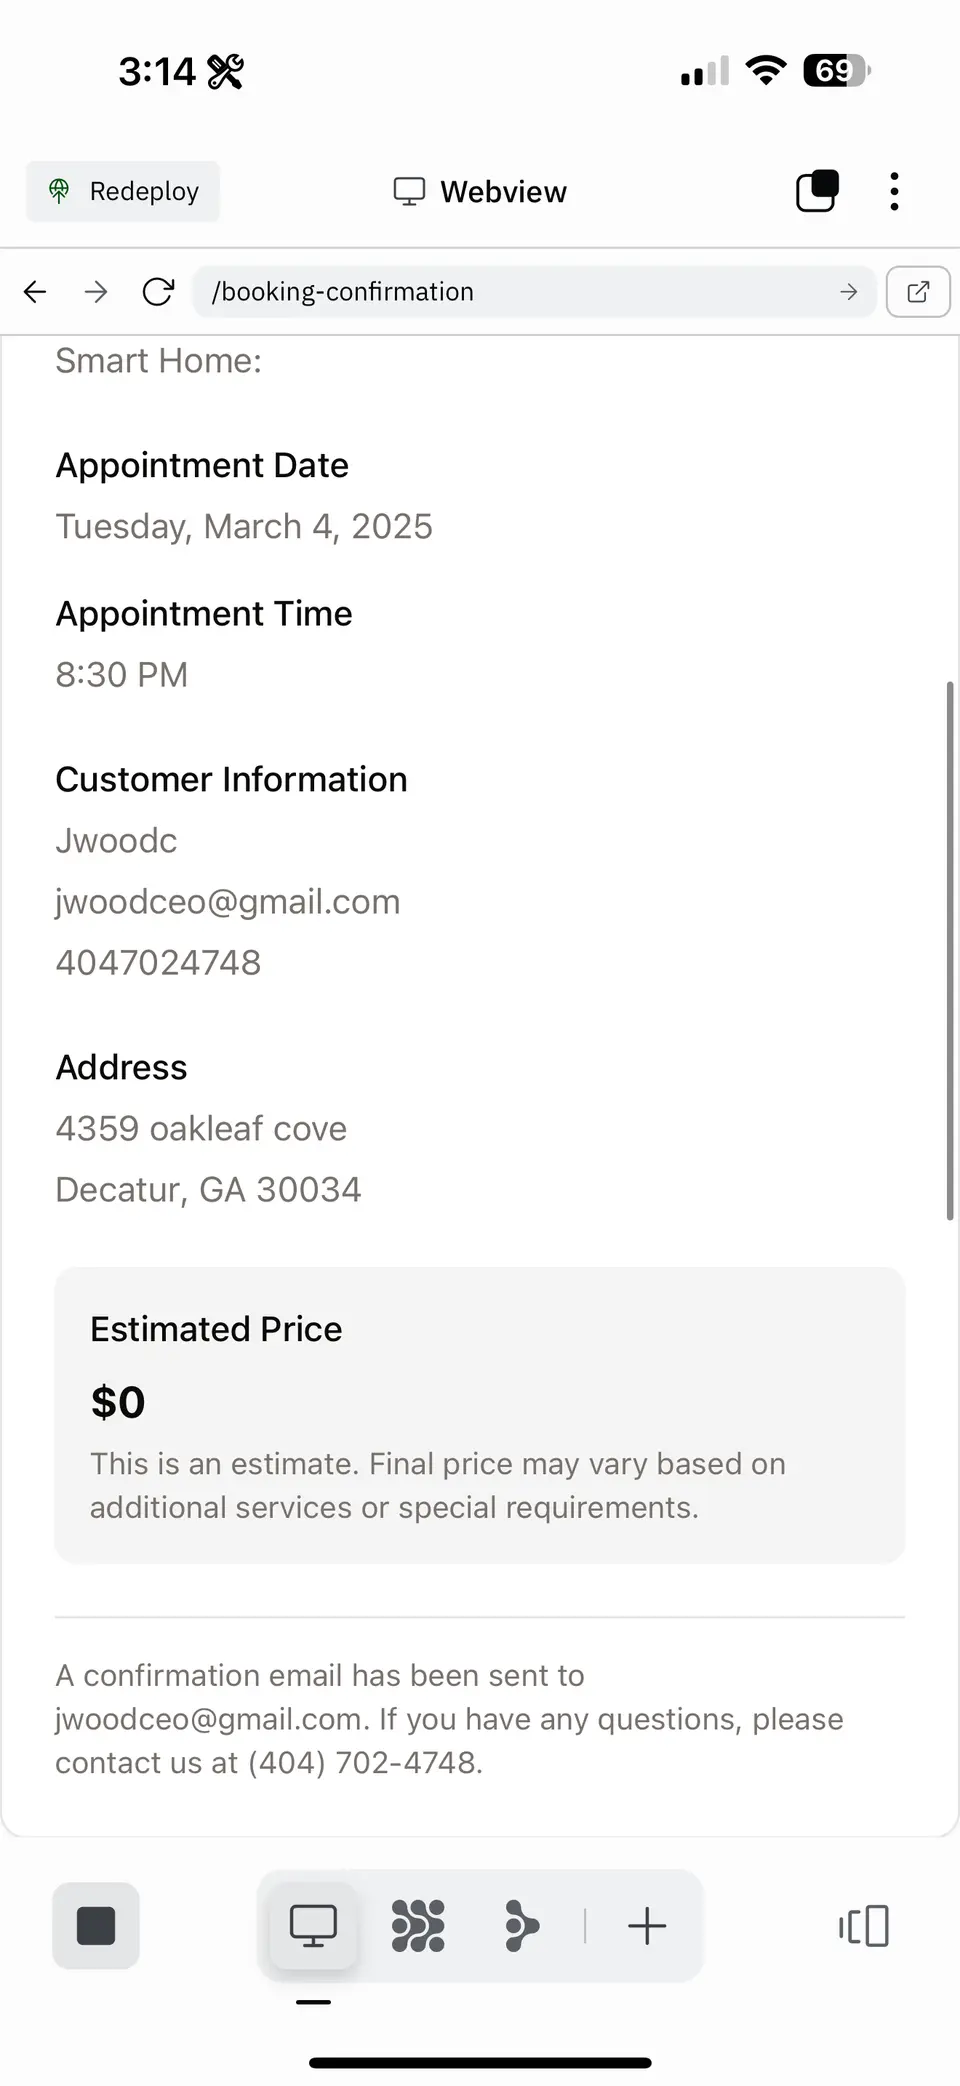 3:14
69
Redeploy
Webview
/booking-confirmation
Smart Home:
Appointment Date
Tuesday, March 4, 2025
Appointment Time
8:30 PM
Customer Information
Jwoodc
jwoodceo@gmail.com
4047024748
Address
4359 oakleaf cove
Decatur, GA 30034
Estimated Price
$0
This is an estimate. Final price may vary based on
additional services or special requirements.
A confirmation email has been sent to
jwoodceo@gmail.com. If you have any questions, please
contact us at (404) 702-4748.